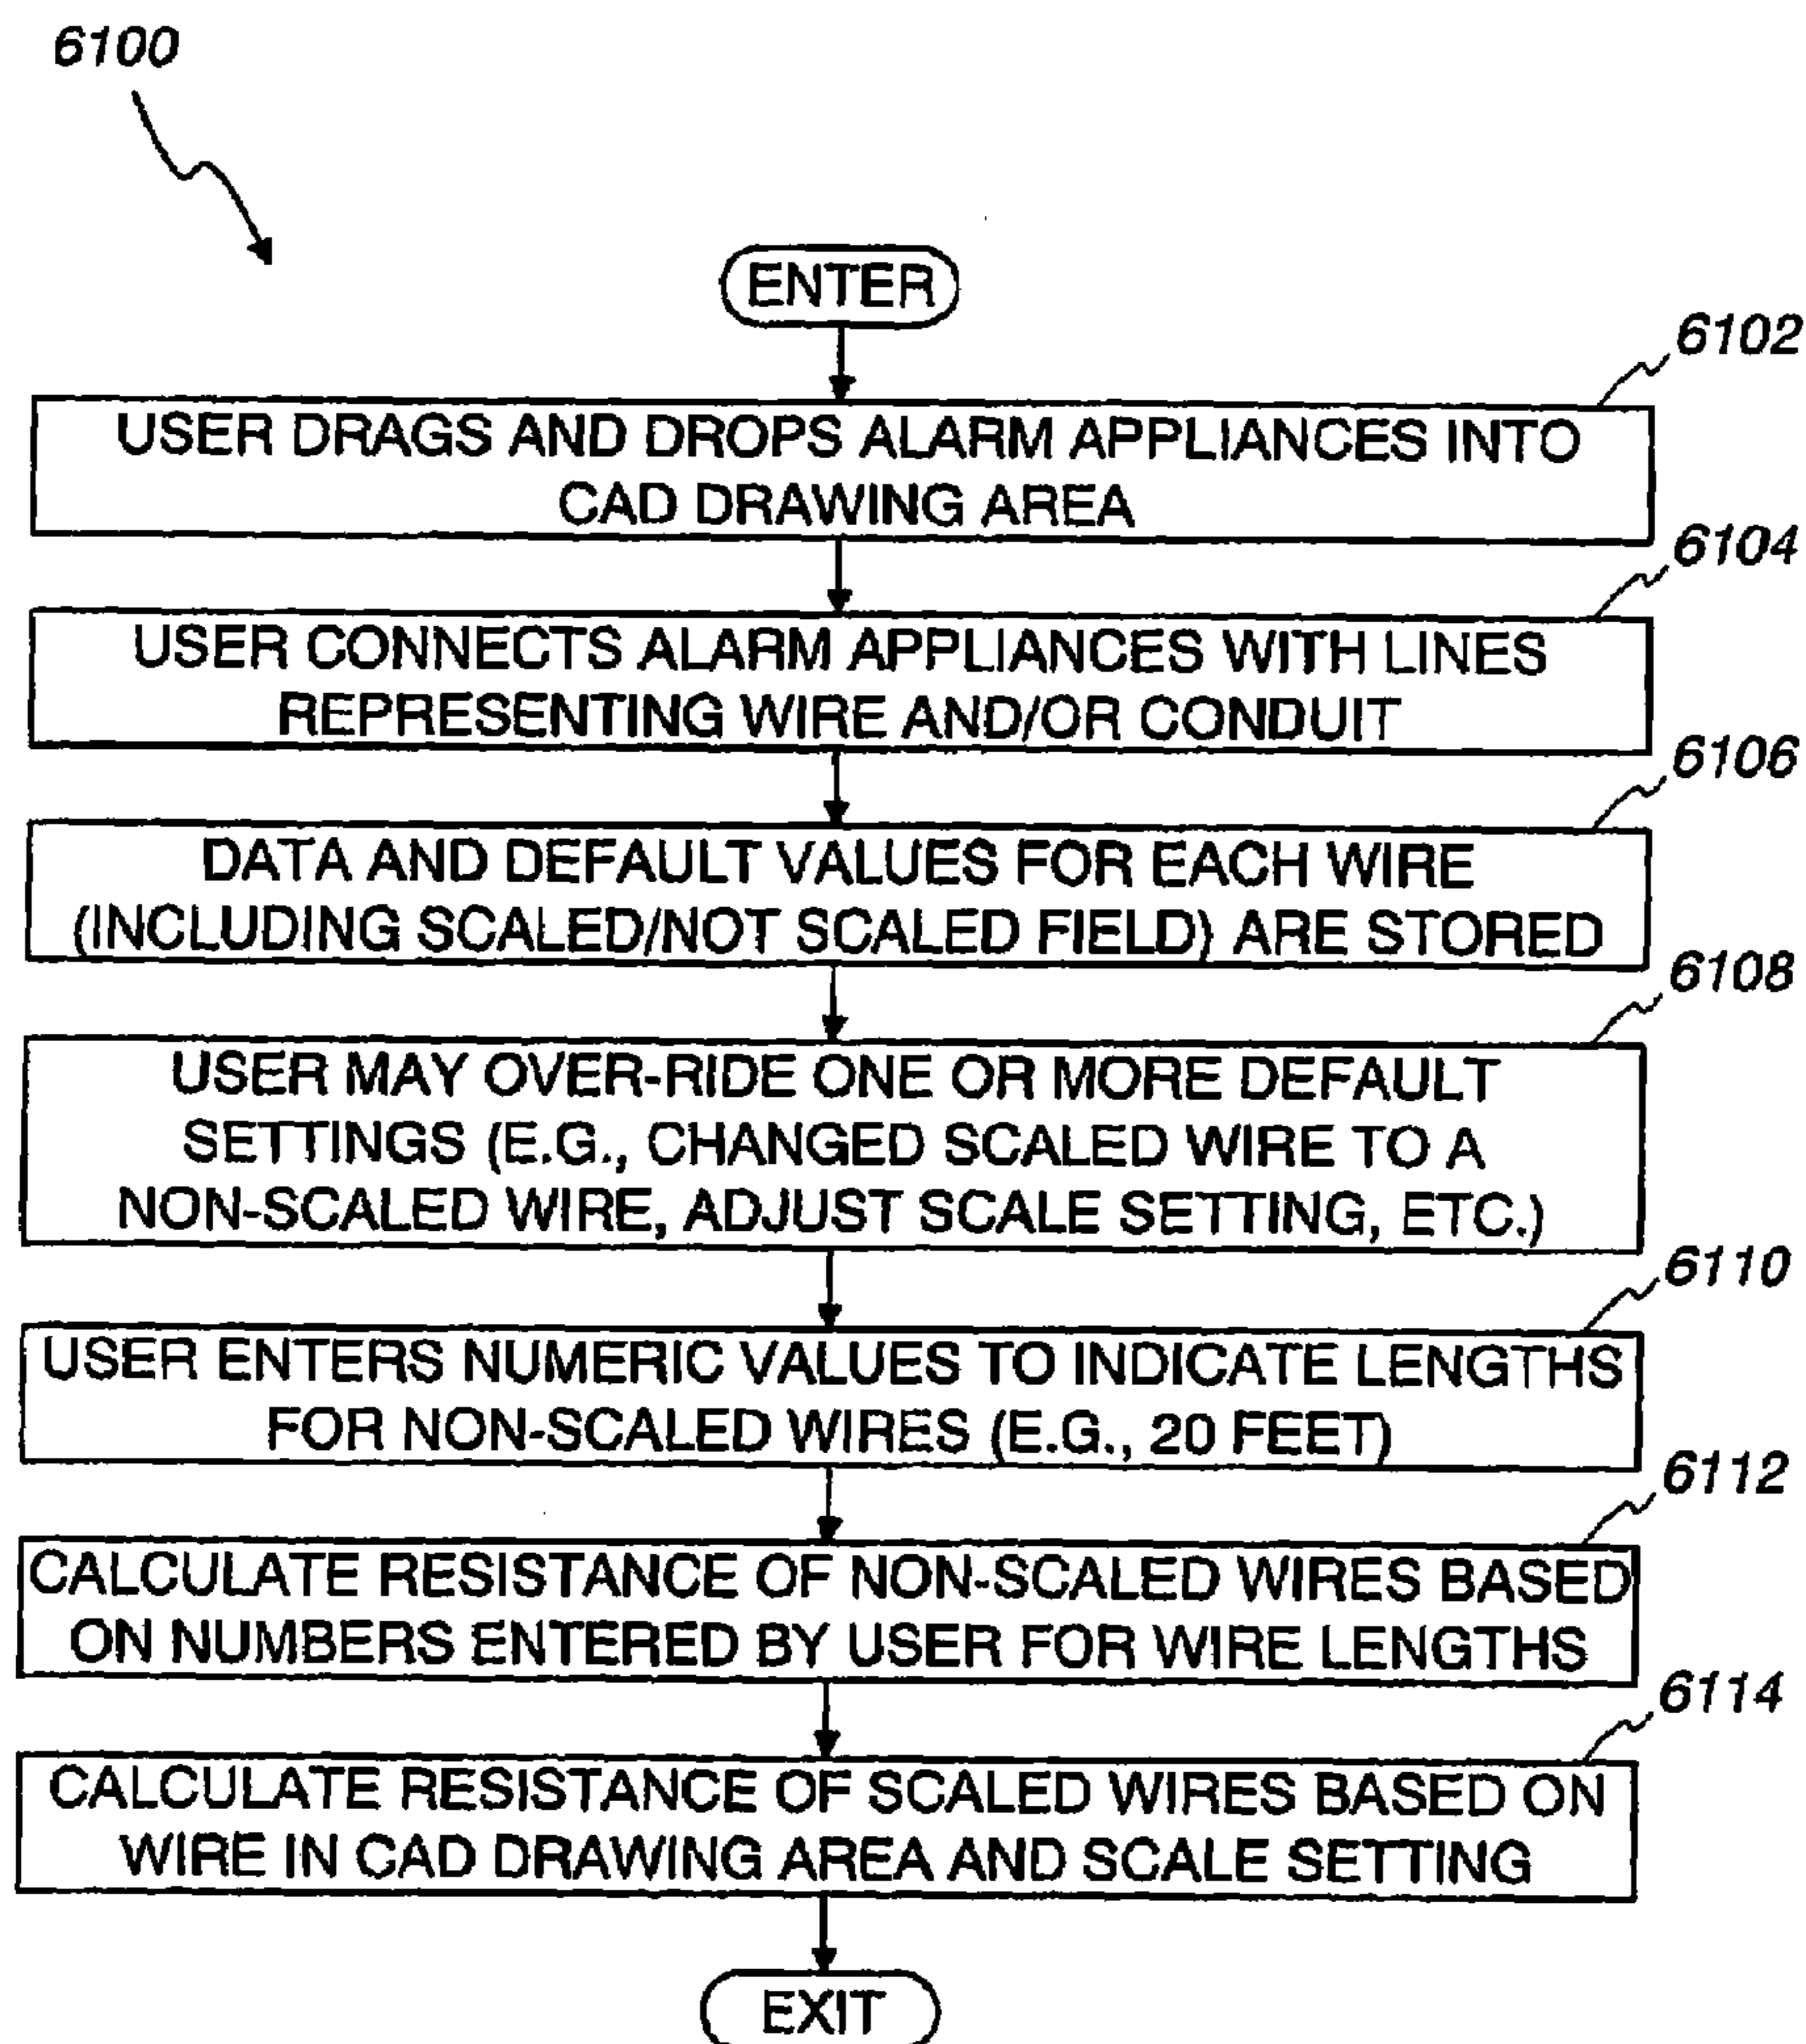 6100
ENTER
6102
USER DRAGS AND DROPS ALARM APPLIANCES INTO
CAD DRAWING AREA
6104
USER CONNECTS ALARM APPLIANCES WITH LINES
REPRESENTING WIRE AND/OR CONDUIT
6106
DATA AND DEFAULT VALUES FOR EACH WIRE
(INCLUDING SCALED/NOT SCALED FIELD) ARE STORED
6108
USER MAY OVER-RIDE ONE OR MORE DEFAULT
SETTINGS (E.G., CHANGED SCALED WIRE TO A
NON-SCALED WIRE, ADJUST SCALE SETTING, ETC.)
6110
USER ENTERS NUMERIC VALUES TO INDICATE LENGTHS
FOR NON-SCALED WIRES (E.G., 20 FEET)
6112
CALCULATE RESISTANCE OF NON-SCALED WIRES BASED
ON NUMBERS ENTERED BY USER FOR WIRE LENGTHS
6114
CALCULATE RESISTANCE OF SCALED WIRES BASED ON
WIRE IN CAD DRAWING AREA AND SCALE SETTING
EXIT